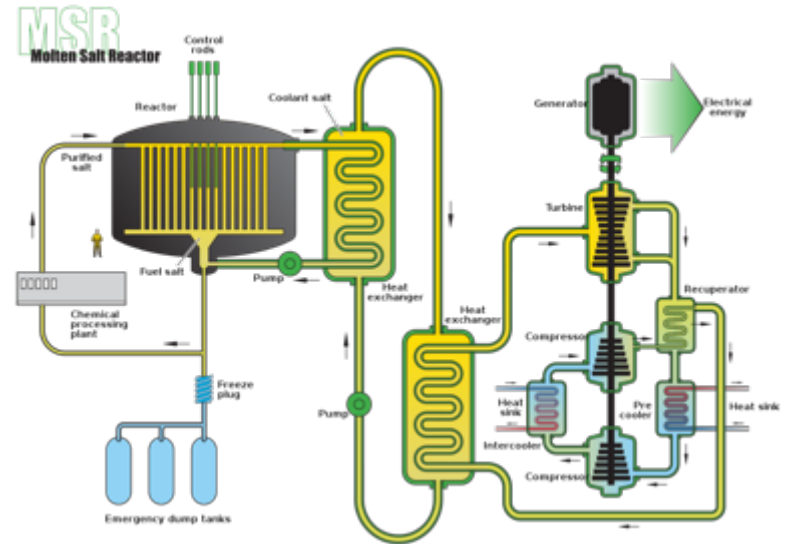 MSR
Molten Salt Reactor
Control
rods
Reactor
Coolant salt
Purified
salt
Fuel salt
Pump
Heat
exchanger
Chemical
processing
plant
Freeze
plug
Emergency dump tanks
Pump
Heat
exchanger
Generator
Electrical
energy
Turbine
Recuperator
Compressor
Heat
sink
Pre
cooler
Heat sink
Intercooler
Compressor